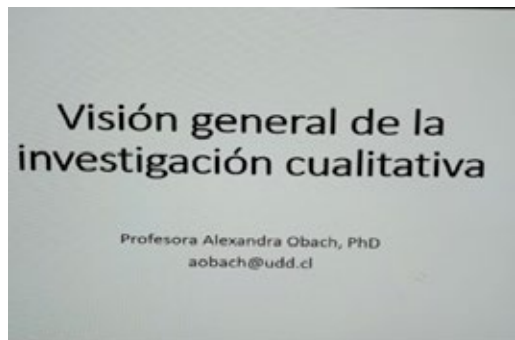 Visión general de la
investigación cualitativa
Profesora Alexandra Obach, PhD
aobach@udd.cl